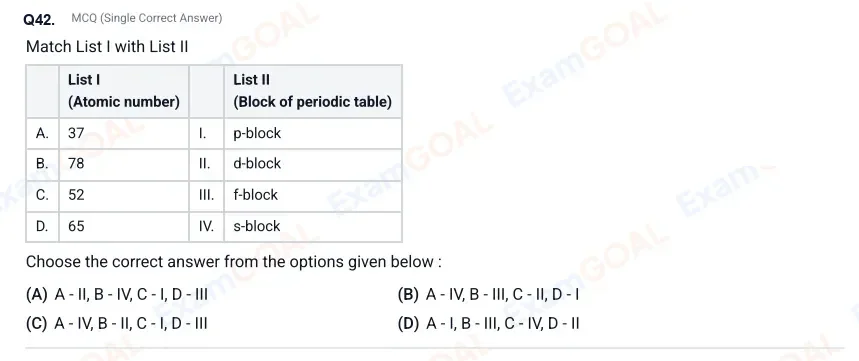 Q42. MCQ (Single Correct Answer)
Match List I with List II
List I (Atomic number) List II (Block of periodic table)
A. 37 I. p-block
B. 78 II. d-block
C. 52 III. f-block
D. 65 IV. s-block
Choose the correct answer from the options given below :
(A) A - II, B - IV, C - I, D - III (B) A - IV, B - III, C - II, D - I
(C) A - IV, B - II, C - I, D - III (D) A - I, B - III, C - IV, D - II
ExamGOAL
ExamGOAL